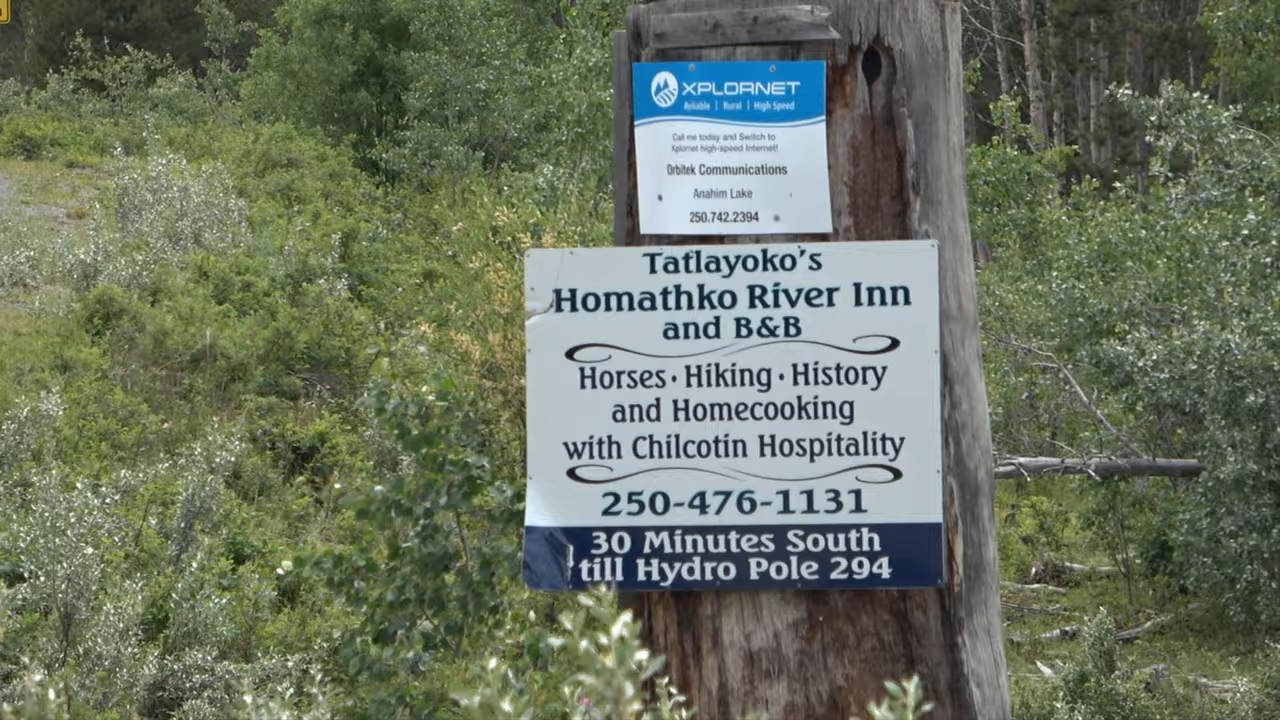 XPLORNET
Reliable | Rural | High Speed
Call me today and Switch to
Xplornet high-speed Internet!
Orbitek Communications
Anahim Lake
250.742.2394
Tatlayoko's
Homathko River Inn
and B&B
Horses · Hiking · History
and Homecooking
with Chilcotin Hospitality
250-476-1131
30 Minutes South
till Hydro Pole 294